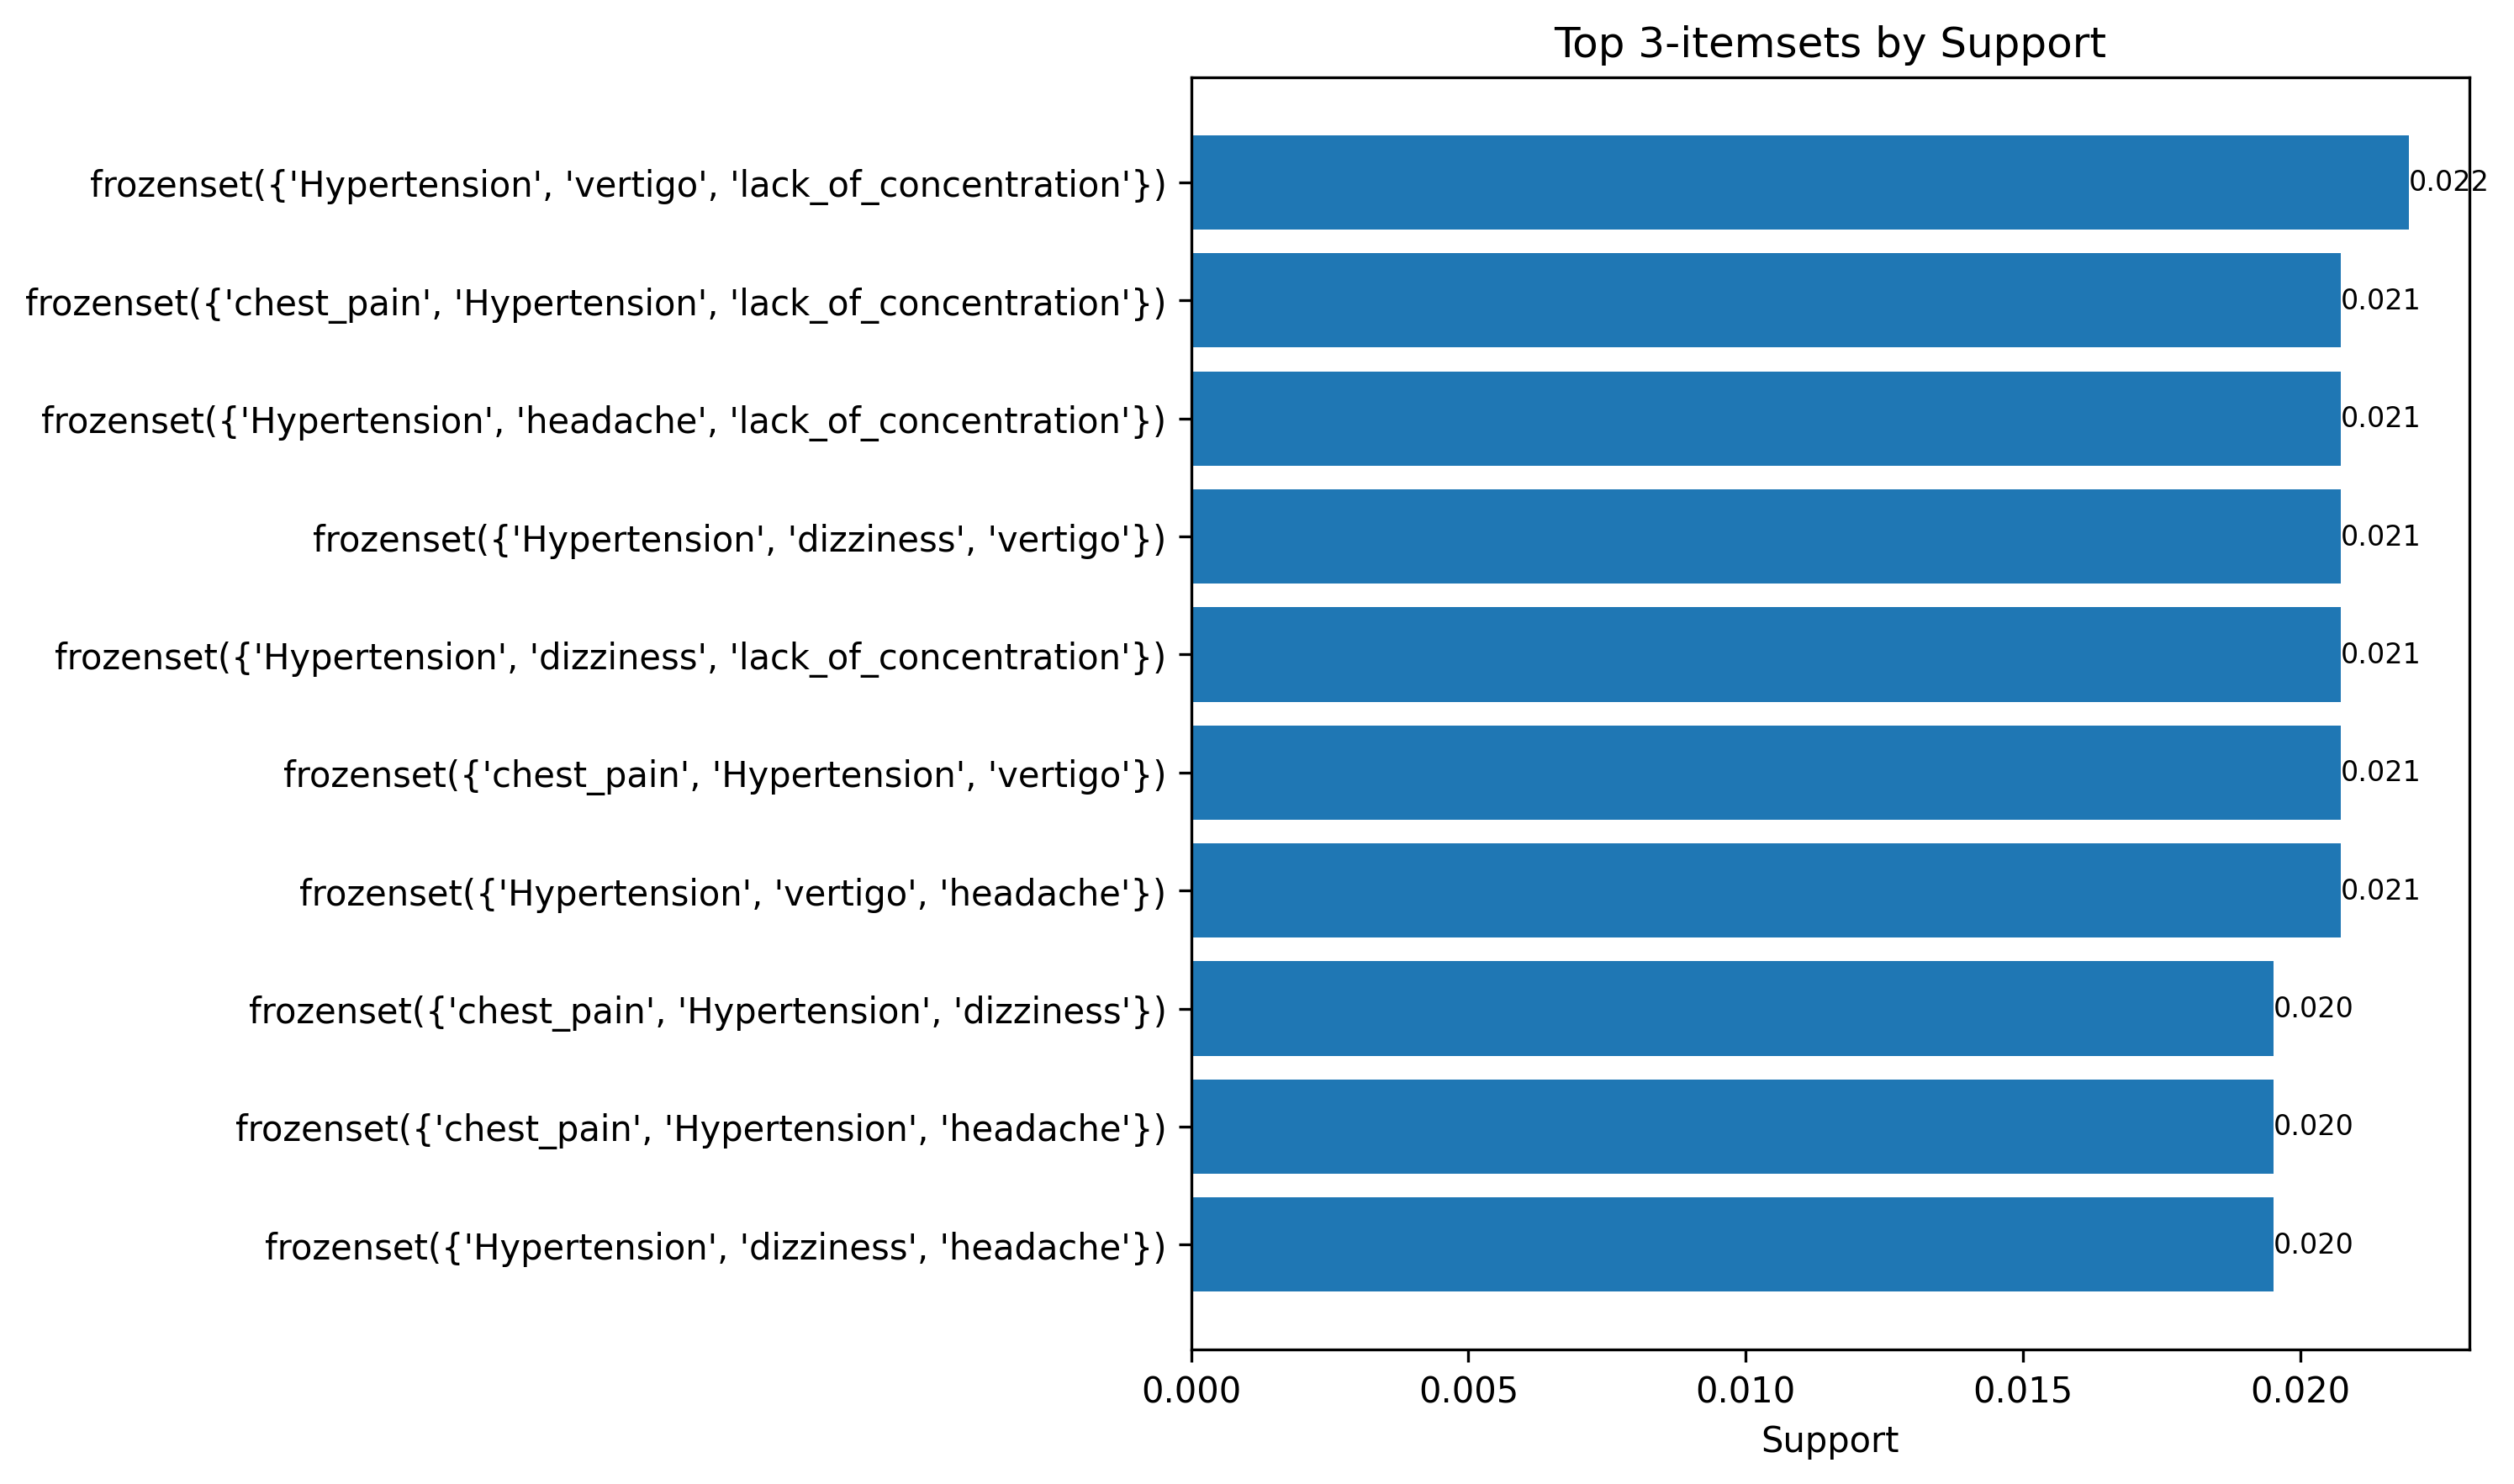 Top 3-itemsets by Support
frozenset({'Hypertension', 'vertigo', 'lack_of_concentration'}) 0.022
frozenset({'chest_pain', 'Hypertension', 'lack_of_concentration'}) 0.021
frozenset({'Hypertension', 'headache', 'lack_of_concentration'}) 0.021
frozenset({'Hypertension', 'dizziness', 'vertigo'}) 0.021
frozenset({'Hypertension', 'dizziness', 'lack_of_concentration'}) 0.021
frozenset({'chest_pain', 'Hypertension', 'vertigo'}) 0.021
frozenset({'Hypertension', 'vertigo', 'headache'}) 0.021
frozenset({'chest_pain', 'Hypertension', 'dizziness'}) 0.020
frozenset({'chest_pain', 'Hypertension', 'headache'}) 0.020
frozenset({'Hypertension', 'dizziness', 'headache'}) 0.020
0.000 0.005 0.010 0.015 0.020
Support